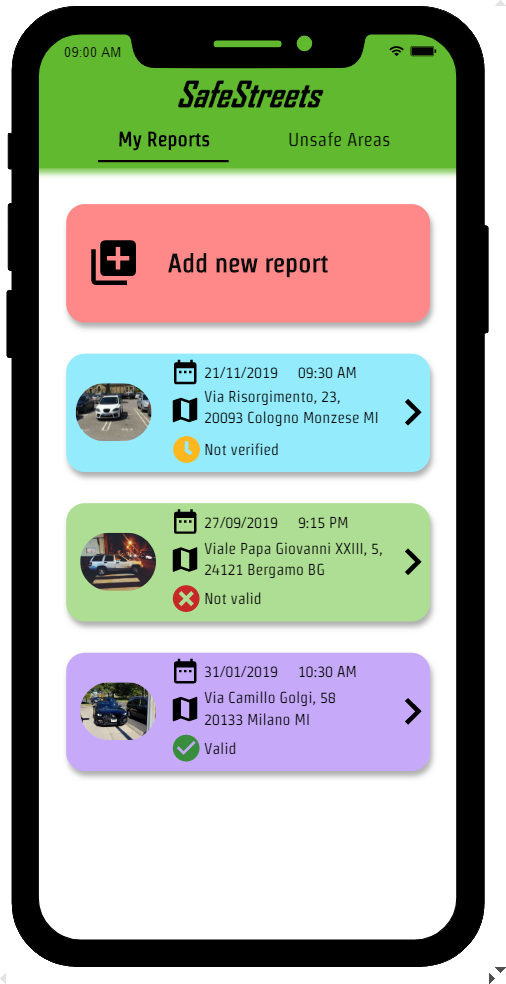 09:00 AM
SafeStreets
My Reports Unsafe Areas
Add new report
21/11/2019 09:30 AM
Via Risorgimento, 23,
20093 Cologno Monzese MI
Not verified
27/09/2019 9:15 PM
Viale Papa Giovanni XXIII, 5,
24121 Bergamo BG
Not valid
31/01/2019 10:30 AM
Via Camillo Golgi, 58
20133 Milano MI
Valid